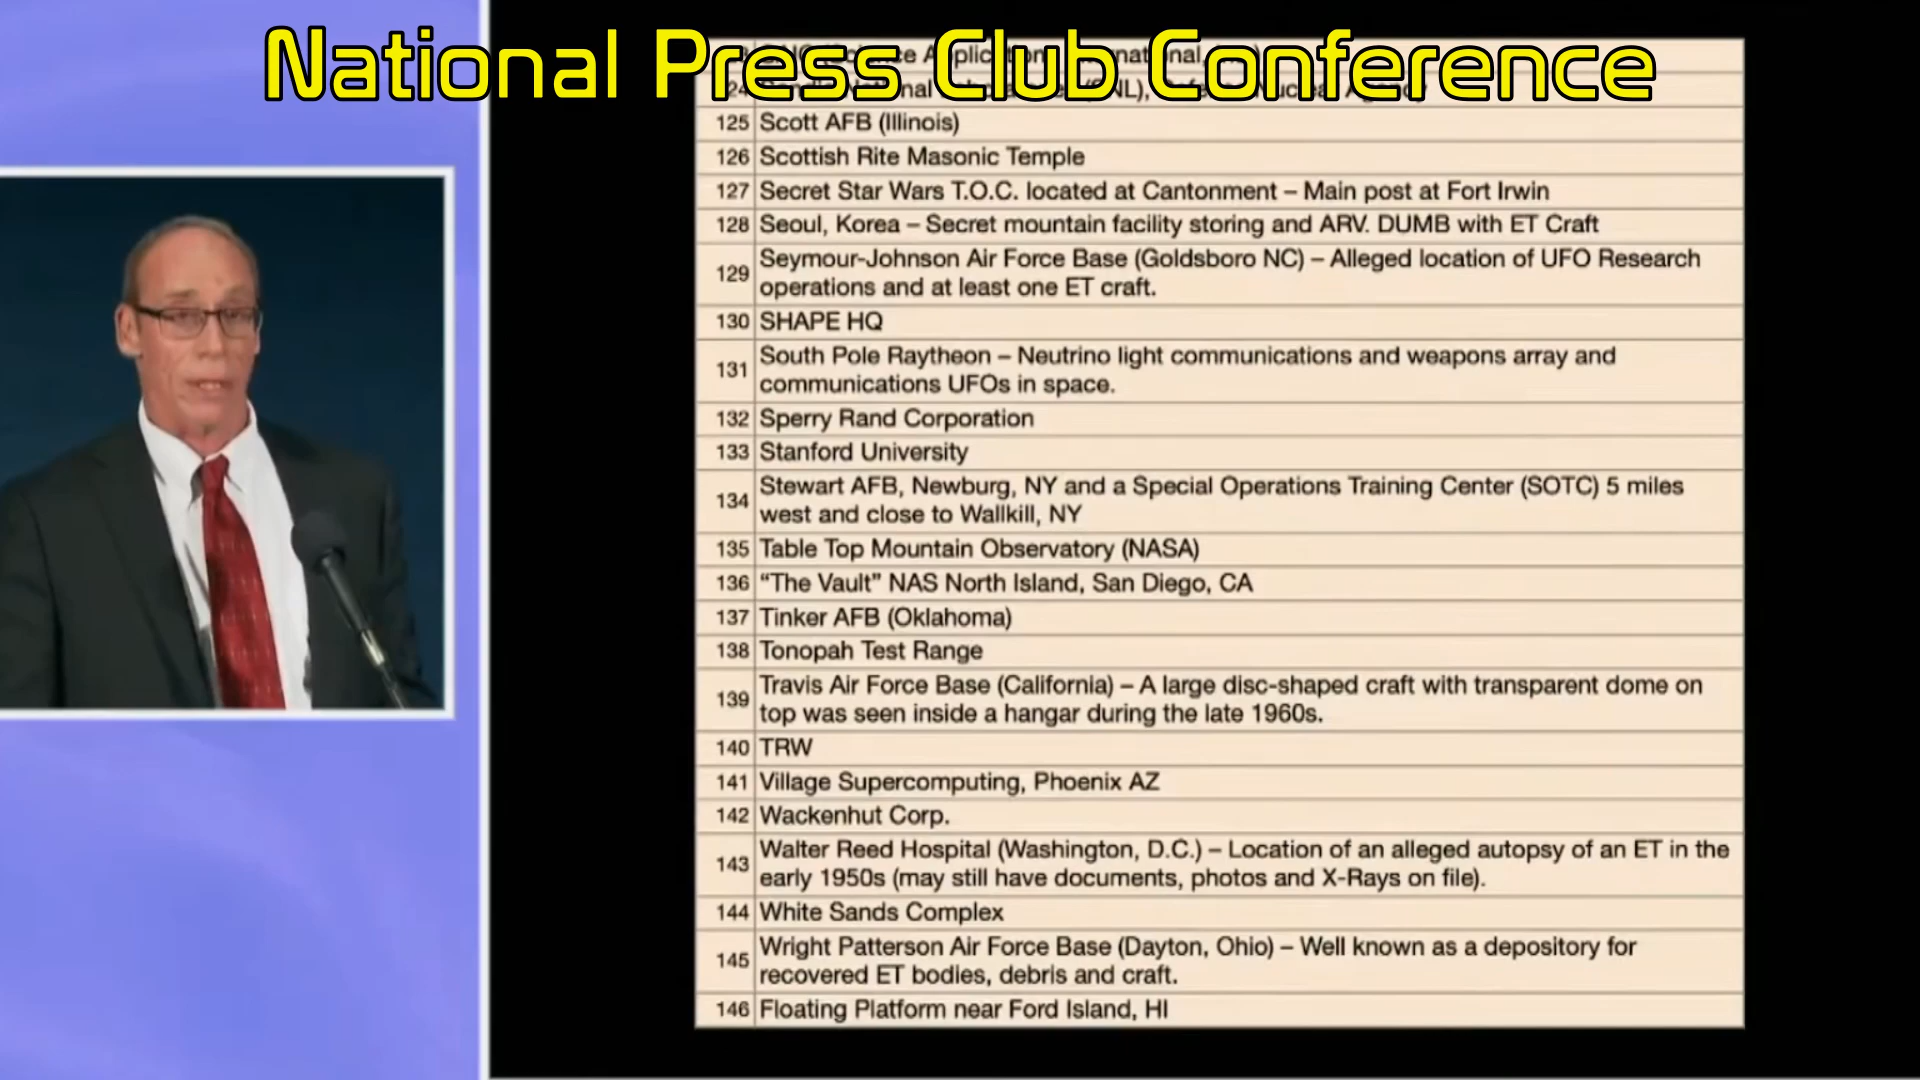 National Press Club Conference
125 Scott AFB (Illinois)
126 Scottish Rite Masonic Temple
127 Secret Star Wars T.O.C. located at Cantonment – Main post at Fort Irwin
128 Seoul, Korea – Secret mountain facility storing and ARV. DUMB with ET Craft
129 Seymour-Johnson Air Force Base (Goldsboro NC) – Alleged location of UFO Research
operations and at least one ET craft.
130 SHAPE HQ
131 South Pole Raytheon – Neutrino light communications and weapons array and
communications UFOs in space.
132 Sperry Rand Corporation
133 Stanford University
134 Stewart AFB, Newburg, NY and a Special Operations Training Center (SOTC) 5 miles
west and close to Wallkill, NY
135 Table Top Mountain Observatory (NASA)
136 “The Vault” NAS North Island, San Diego, CA
137 Tinker AFB (Oklahoma)
138 Tonopah Test Range
139 Travis Air Force Base (California) – A large disc-shaped craft with transparent dome on
top was seen inside a hangar during the late 1960s.
140 TRW
141 Village Supercomputing, Phoenix AZ
142 Wackenhut Corp.
143 Walter Reed Hospital (Washington, D.C.) – Location of an alleged autopsy of an ET in the
early 1950s (may still have documents, photos and X-Rays on file).
144 White Sands Complex
145 Wright Patterson Air Force Base (Dayton, Ohio) – Well known as a depository for
recovered ET bodies, debris and craft.
146 Floating Platform near Ford Island, HI